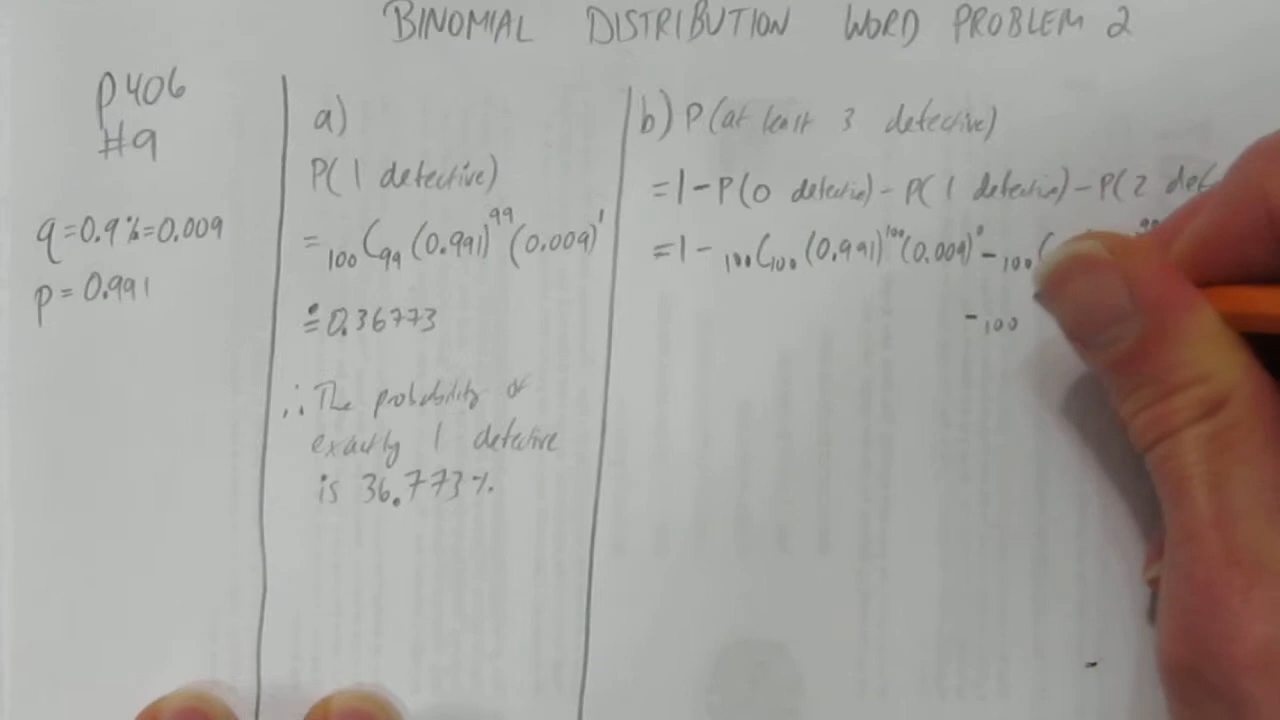 BINOMIAL DISTRIBUTION WORD PROBLEM 2
p406
#9
q=0.9%=0.009
p=0.991
a)
P(1 defective)
=₁₀₀C₉₉(0.991)⁹⁹(0.009)¹
≐0.36773
∴ The probability of
exactly 1 defective
is 36.773%.
b) P(at least 3 defective)
=1-P(0 defective)-P(1 defective)-P(2
=1-₁₀₀C₁₀₀(0.991)¹⁰⁰(0.009)⁰-₁₀₀C
-₁₀₀